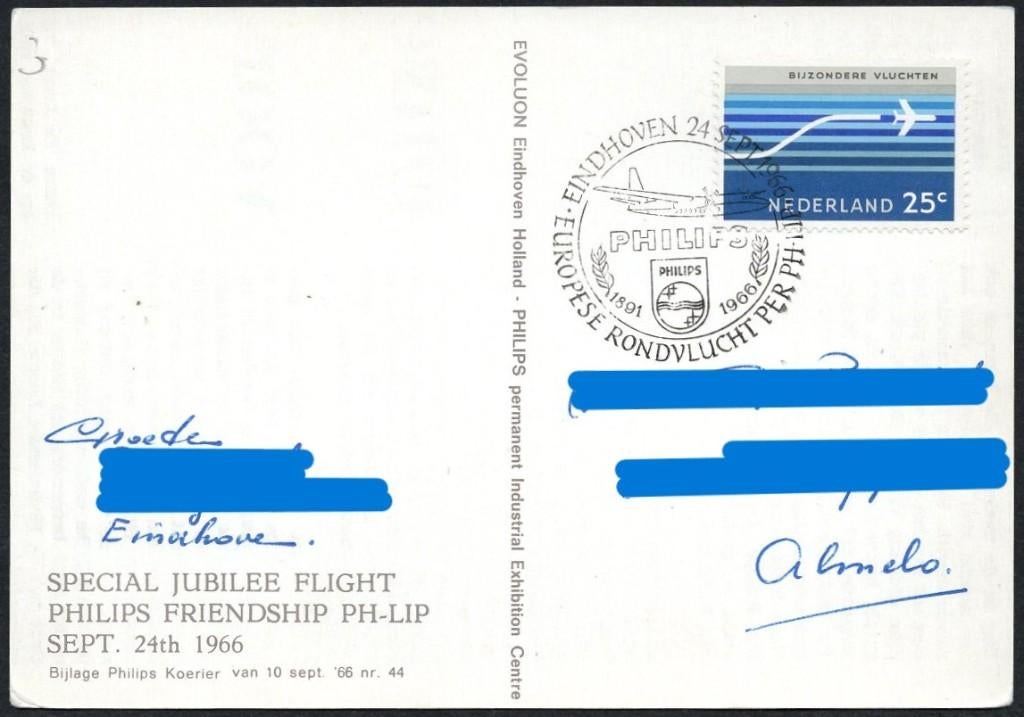 EVOLUON Eindhoven Holland - PHILIPS permanent Industrial Exhibition Centre
BIJZONDERE VLUCHTEN
NEDERLAND 25c
EINDHOVEN 24 SEPT 1966
EUROPESE RONDVLUCHT PER PH-LIP
PHILIPS
PHILIPS
1891 1966
Groeten
Eindhoven.
SPECIAL JUBILEE FLIGHT
PHILIPS FRIENDSHIP PH-LIP
SEPT. 24th 1966
Bijlage Philips Koerier van 10 sept. '66 nr. 44
Almelo.